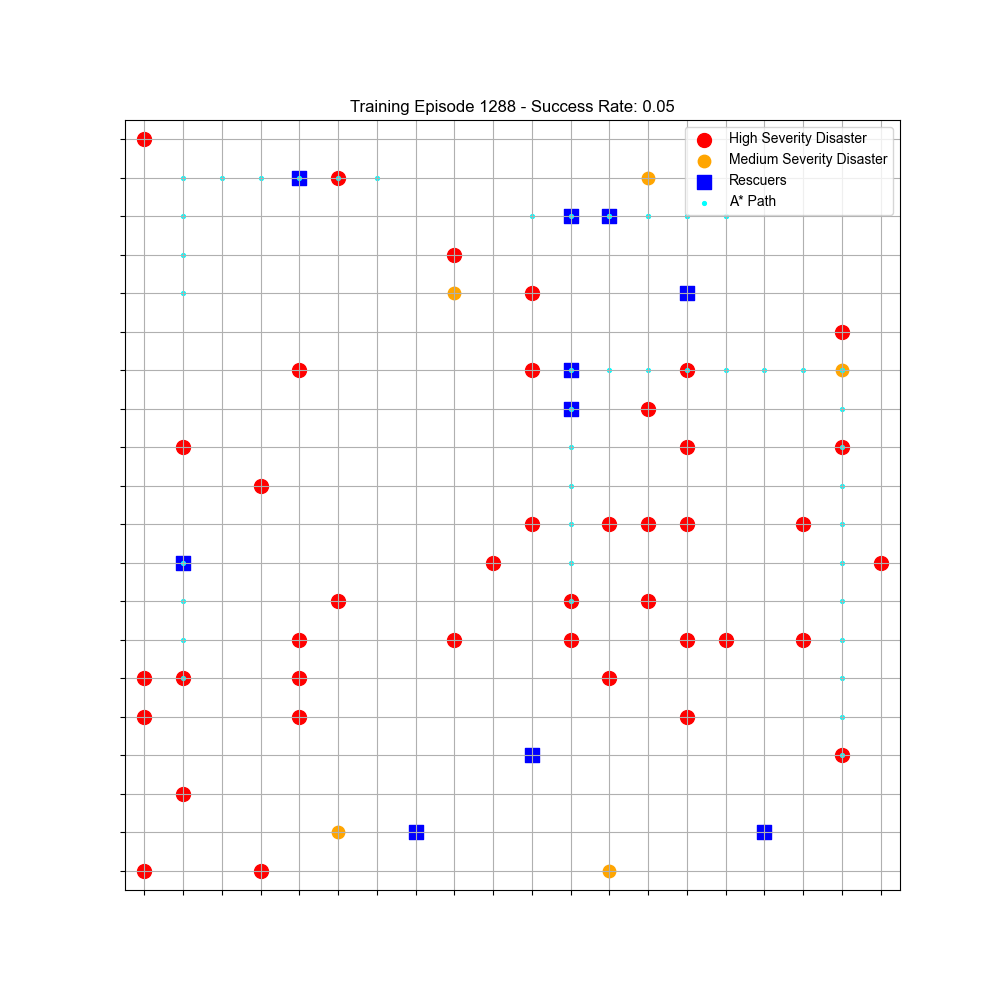 Training Episode 1288 - Success Rate: 0.05
High Severity Disaster
Medium Severity Disaster
Rescuers
A* Path